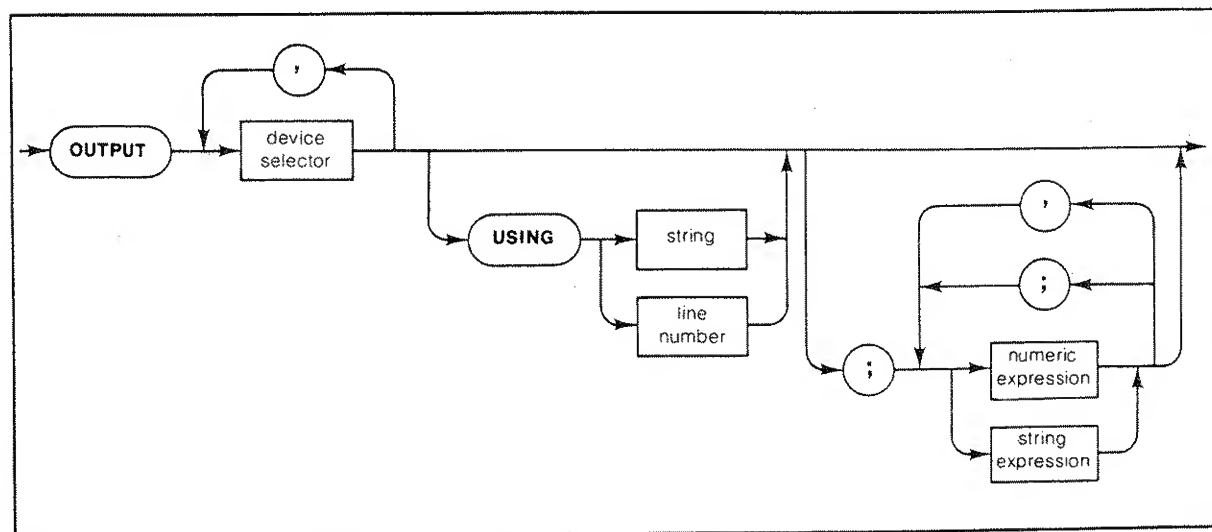 ,
OUTPUT
device
selector
USING
string
line
number
,
;
;
numeric
expression
string
expression